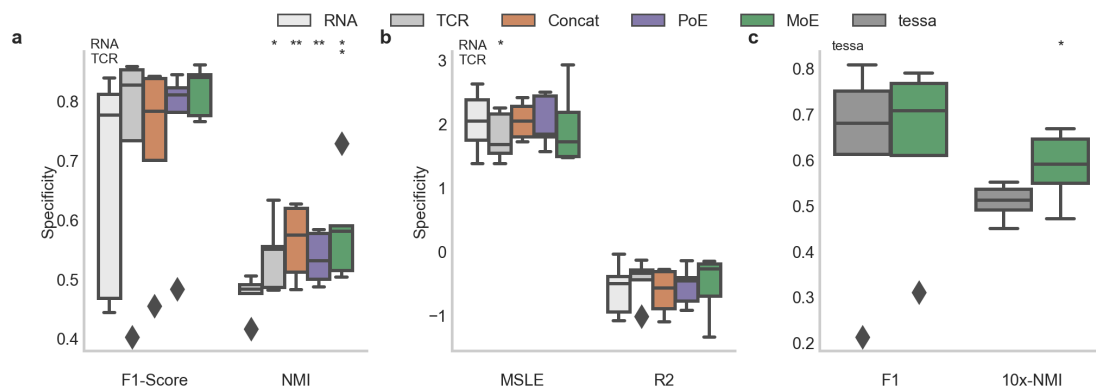 RNA TCR Concat PoE MoE tessa
a
RNA
TCR
* ** ** *
*
0.8
0.7
0.6
0.5
0.4
Specificity
F1-Score NMI
b
RNA *
TCR
3
2
1
0
−1
Specificity
MSLE R2
c
tessa *
0.8
0.7
0.6
0.5
0.4
0.3
0.2
Specificity
F1 10x-NMI